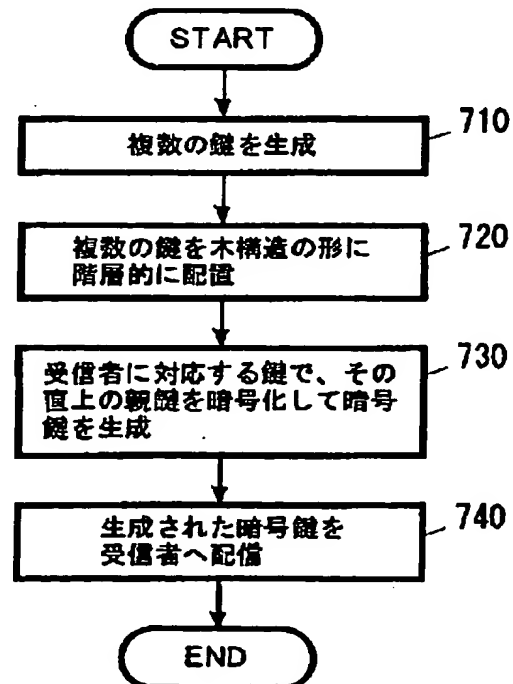 START
複数の鍵を生成
710
複数の鍵を木構造の形に
階層的に配置
720
受信者に対応する鍵で、その
直上の親鍵を暗号化して暗号
鍵を生成
730
生成された暗号鍵を
受信者へ配信
740
END